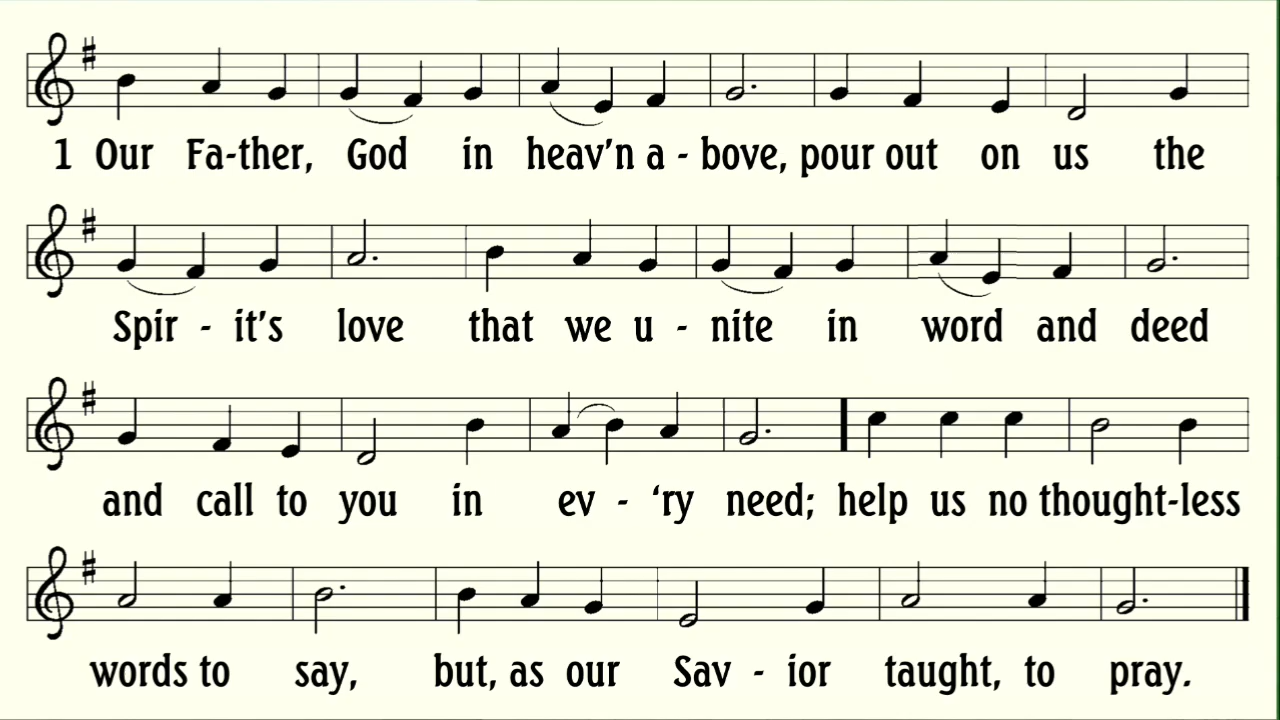 1 Our Fa-ther, God in heav’n a - bove, pour out on us the
Spir - it’s love that we u - nite in word and deed
and call to you in ev - ‘ry need; help us no thought-less
words to say, but, as our Sav - ior taught, to pray.